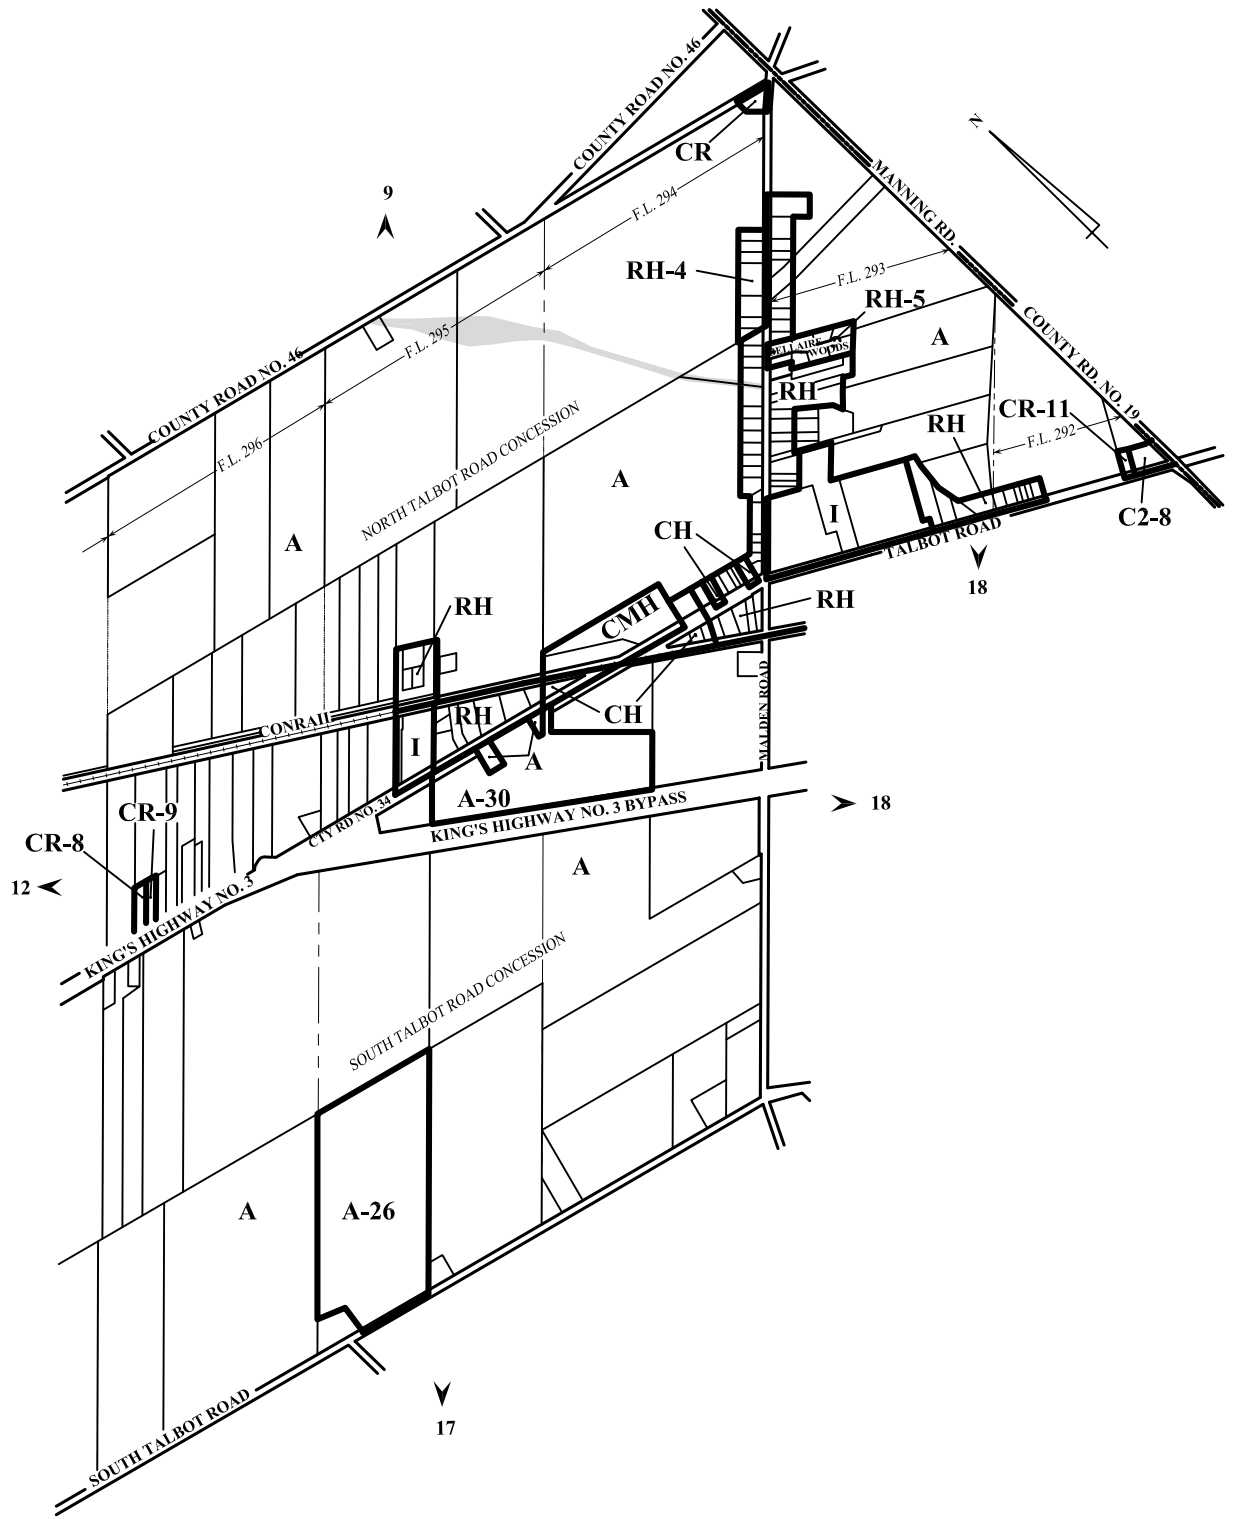 COUNTY ROAD NO. 46
N
CR
MANNING RD.
9
F.L. 294
RH-4
F.L. 293
RH-5
A
COUNTY RD. NO. 19
F.L. 295
BELLAIRE
WOODS
COUNTY ROAD NO. 46
RH
CR-11
RH
F.L. 292
F.L. 296
NORTH TALBOT ROAD CONCESSION
A
A
I
C2-8
CH
TALBOT ROAD
18
RH
CMH
RH
CONRAIL
RH
CH
MALDEN ROAD
I
A
A-30
CR-9
CTY RD NO. 34
KING'S HIGHWAY NO. 3 BYPASS
18
CR-8
12
A
KING'S HIGHWAY NO. 3
SOUTH TALBOT ROAD CONCESSION
A
A-26
17
SOUTH TALBOT ROAD